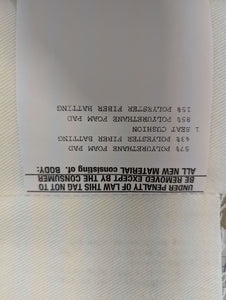 UNDER PENALTY OF LAW THIS TAG NOT TO
BE REMOVED EXCEPT BY THE CONSUMER
ALL NEW MATERIAL consisting of. BODY:
57% POLYURETHANE FOAM PAD
43% POLYESTER FIBER BATTING
1 SEAT CUSHION
85% POLYURETHANE FOAM PAD
15% POLYESTER FIBER BATTING